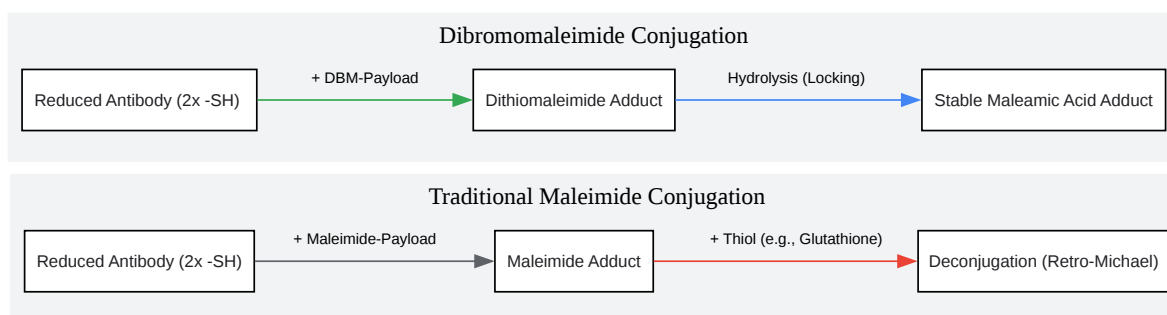 Dibromomaleimide Conjugation
+ DBM-Payload
Hydrolysis (Locking)
Reduced Antibody (2x -SH)
Dithiomaleimide Adduct
Stable Maleamic Acid Adduct
Traditional Maleimide Conjugation
+ Maleimide-Payload
+ Thiol (e.g., Glutathione)
Reduced Antibody (2x -SH)
Maleimide Adduct
Deconjugation (Retro-Michael)